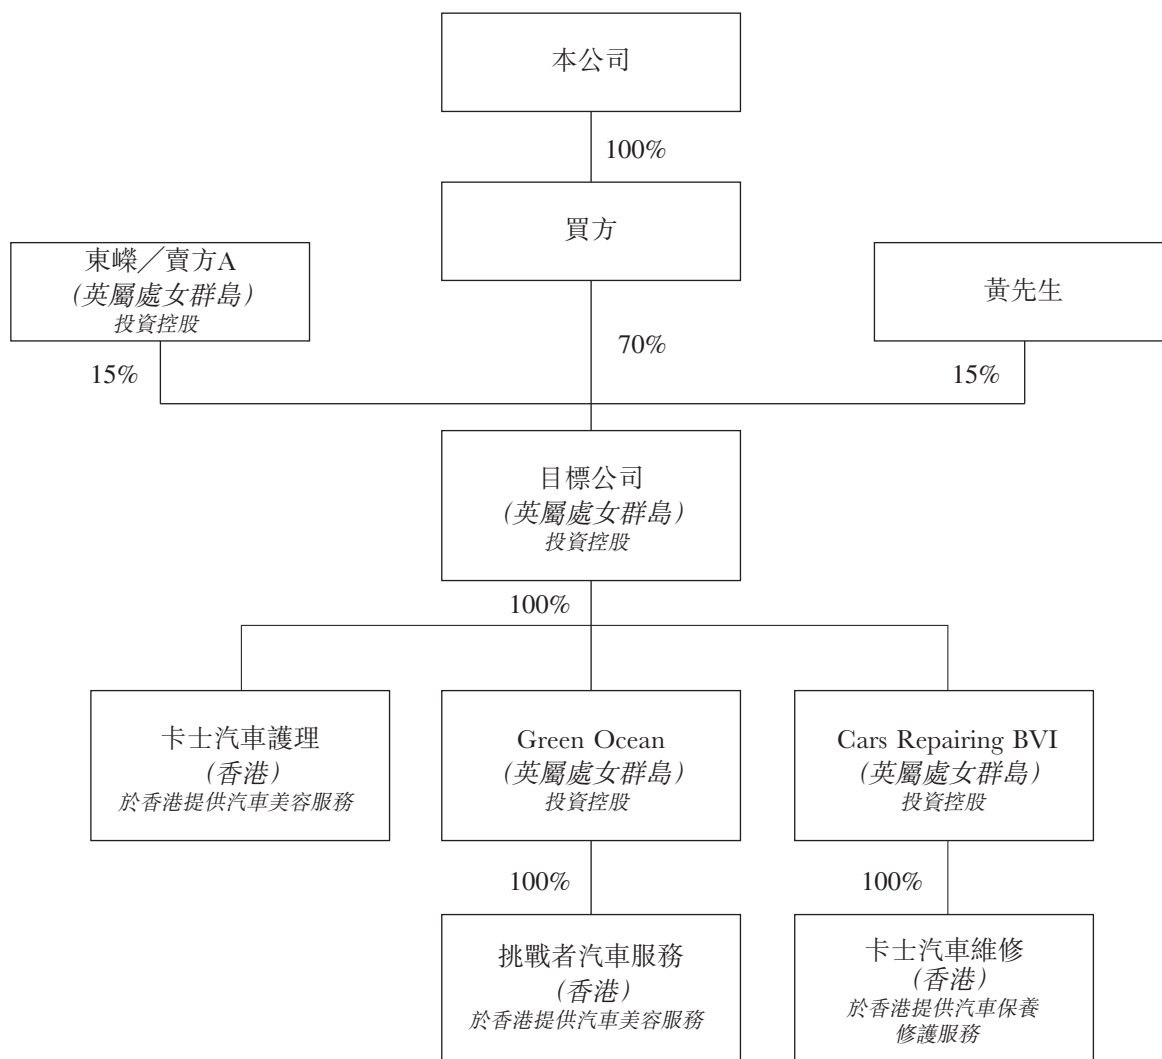 本公司
100%
買方
東嶸／賣方A
(英屬處女群島)
投資控股
黃先生
15%
70%
15%
目標公司
(英屬處女群島)
投資控股
100%
卡士汽車護理
(香港)
於香港提供汽車美容服務
Green Ocean
(英屬處女群島)
投資控股
Cars Repairing BVI
(英屬處女群島)
投資控股
100%
100%
挑戰者汽車服務
(香港)
於香港提供汽車美容服務
卡士汽車維修
(香港)
於香港提供汽車保養
修護服務